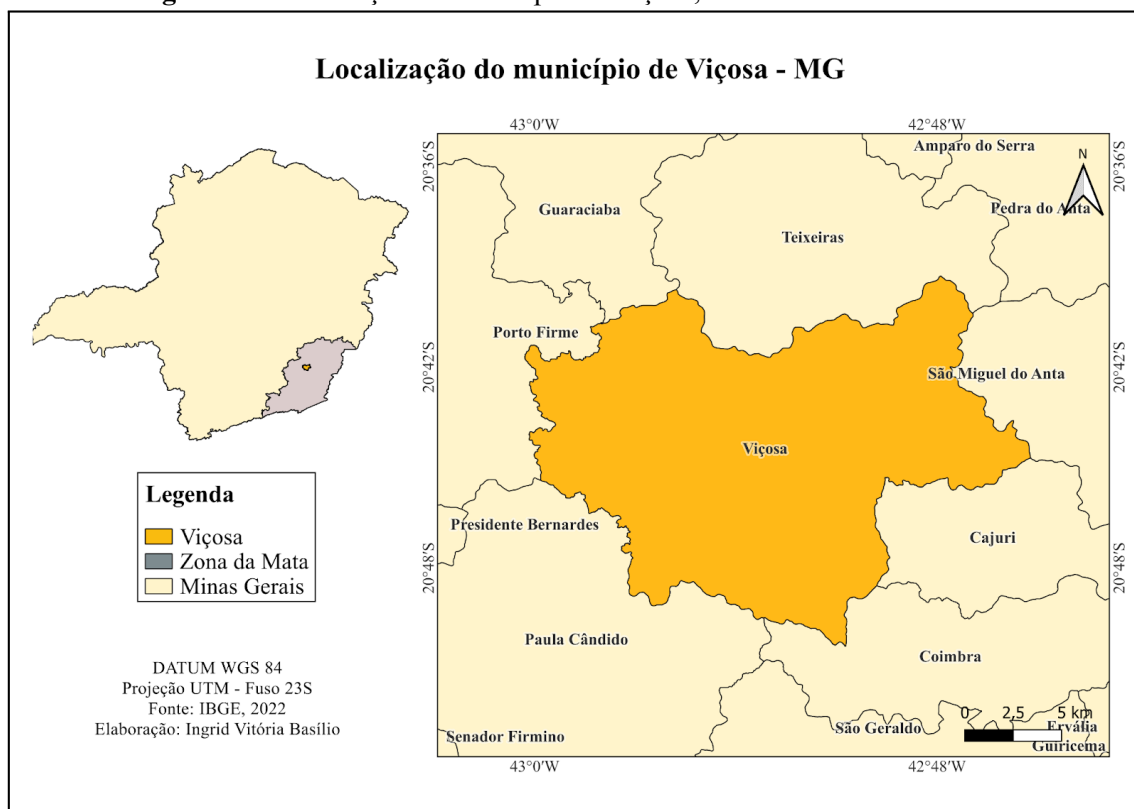 Localização do município de Viçosa - MG
43°0'W
42°48'W
20°36'S
20°36'S
Amparo do Serra
N
Guaraciaba
Pedra do Anta
Teixeiras
Porto Firme
20°42'S
20°42'S
São Miguel do Anta
Viçosa
Legenda
Viçosa
Zona da Mata
Minas Gerais
Presidente Bernardes
Cajuri
20°48'S
20°48'S
Paula Cândido
Coimbra
DATUM WGS 84
Projeção UTM - Fuso 23S
Fonte: IBGE, 2022
Elaboração: Ingrid Vitória Basílio
0 2,5 5 km
São Geraldo
Ervália
Senador Firmino
Guiricema
43°0'W
42°48'W